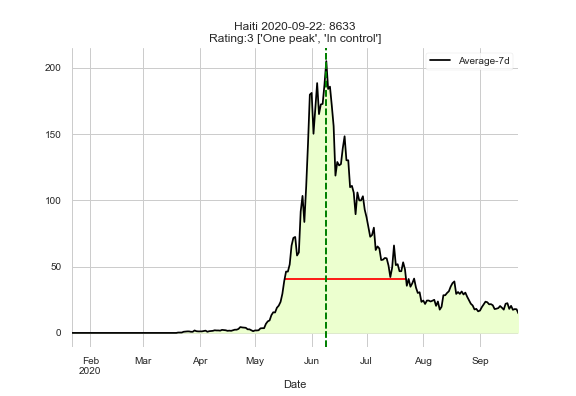 Haiti 2020-09-22: 8633
Rating:3 ['One peak', 'In control']
Average-7d
200
150
100
50
0
Feb
2020
Mar
Apr
May
Jun
Jul
Aug
Sep
Date